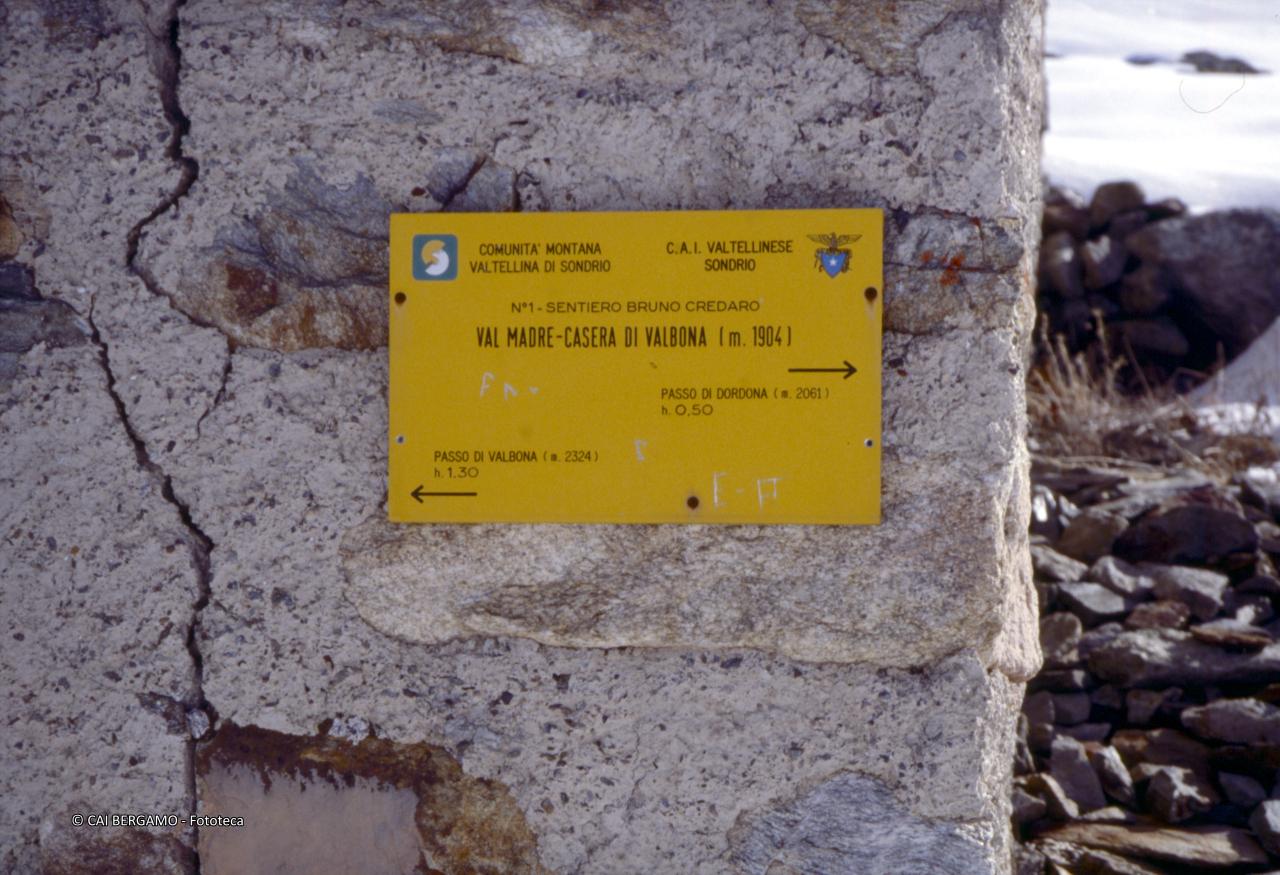 COMUNITA' MONTANA
VALTELLINA DI SONDRIO
C.A.I. VALTELLINESE
SONDRIO
N°1-SENTIERO BRUNO CREDARO
VAL MADRE-CASERA DI VALBONA (m. 1904)
PASSO DI DORDONA (m. 2061)
h. 0,50
PASSO DI VALBONA (m. 2324)
h. 1.30
© CAI BERGAMO - Fototeca